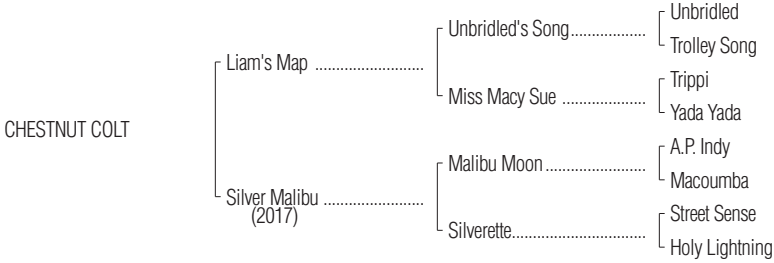 Unbridled
Unbridled's Song..................
Trolley Song
Liam's Map ..........................
Trippi
Miss Macy Sue ....................
Yada Yada
CHESTNUT COLT
A.P. Indy
Malibu Moon........................
Macoumba
Silver Malibu ........................
(2017)
Street Sense
Silverette................................
Holy Lightning